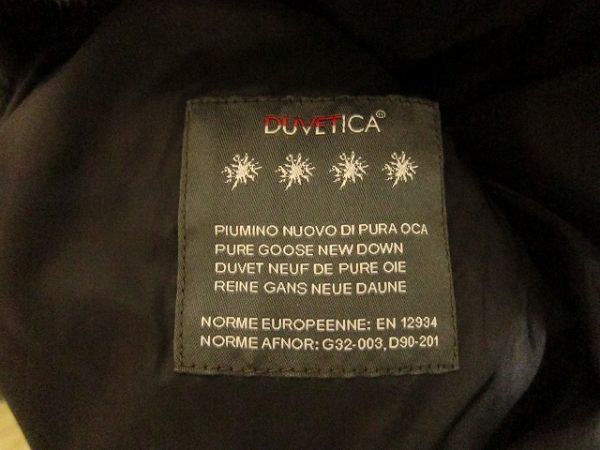 DUVETICA®
PIUMINO NUOVO DI PURA OCA
PURE GOOSE NEW DOWN
DUVET NEUF DE PURE OIE
REINE GANS NEUE DAUNE
NORME EUROPEENNE: EN 12934
NORME AFNOR: G32-003, D90-201